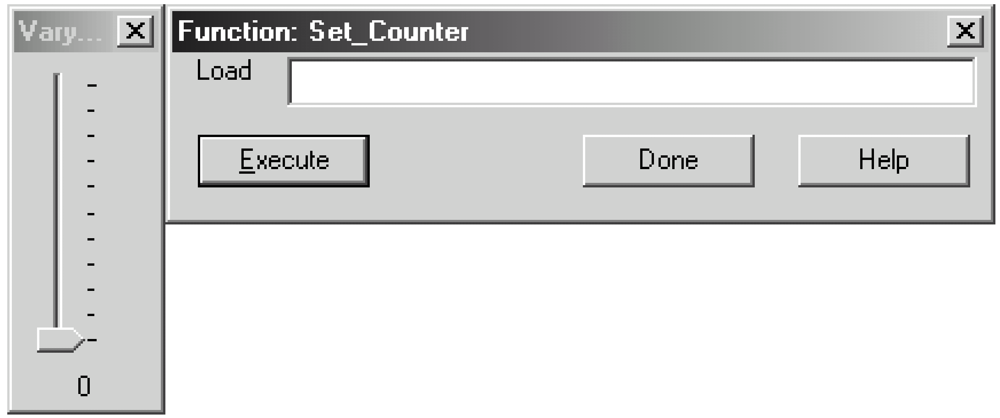 Vary...
0
Function: Set_Counter
Load
Execute
Done
Help